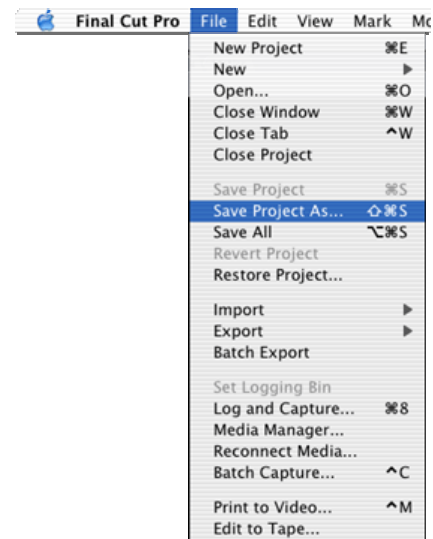 Final Cut Pro File Edit View Mark Mo
New Project ⌘E
New ▶
Open... ⌘O
Close Window ⌘W
Close Tab ^W
Close Project
Save Project ⌘S
Save Project As... ⇧⌘S
Save All ⌥⌘S
Revert Project
Restore Project...
Import ▶
Export ▶
Batch Export
Set Logging Bin
Log and Capture... ⌘8
Media Manager...
Reconnect Media...
Batch Capture... ^C
Print to Video... ^M
Edit to Tape...